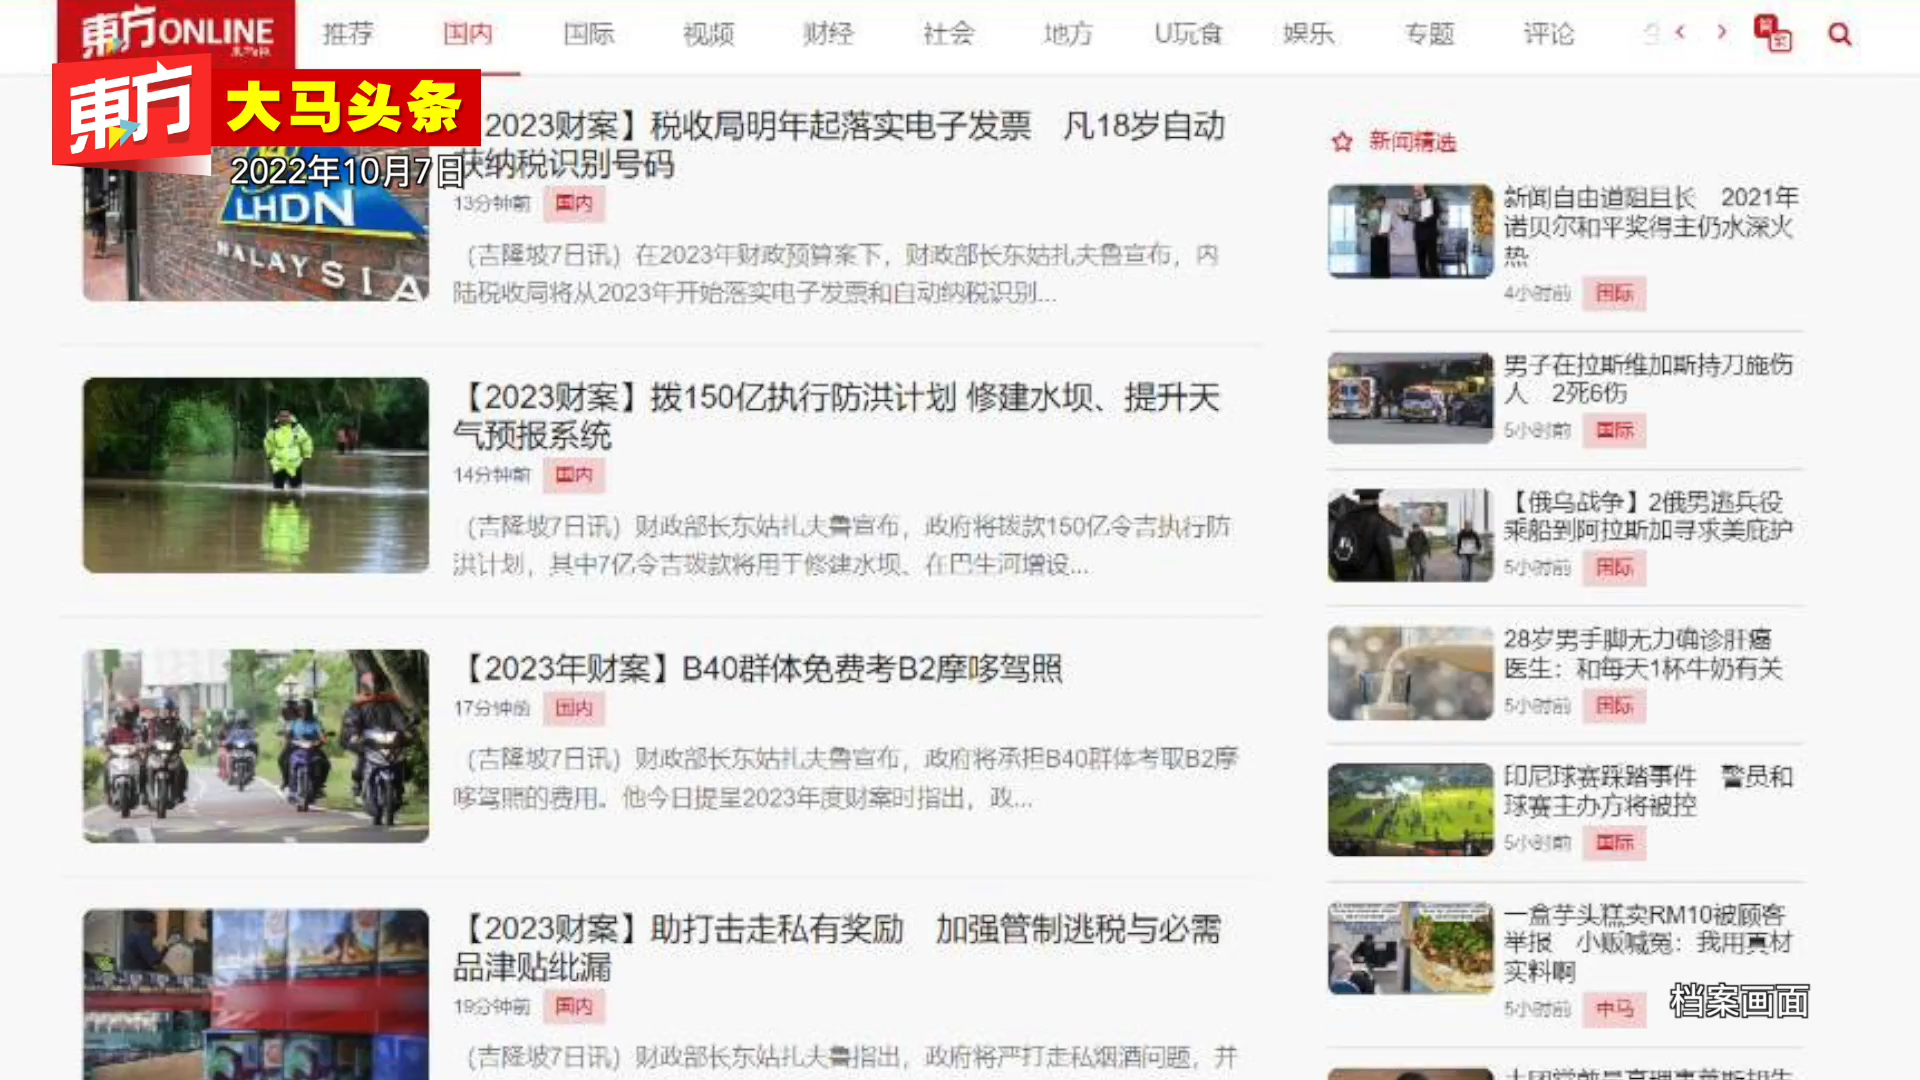 東方ONLINE
推荐 国内 国际 视频 财经 社会 地方 U玩食 娱乐 专题 评论
简 繁
東方 大马头条
2022年10月7日
2023财案】税收局明年起落实电子发票 凡18岁自动
获纳税识别号码
13分钟前 国内
（吉隆坡7日讯）在2023年财政预算案下，财政部长东姑扎夫鲁宣布，内
陆税收局将从2023年开始落实电子发票和自动纳税识别...
LHDN
MALAYSIA
【2023财案】拨150亿执行防洪计划 修建水坝、提升天
气预报系统
14分钟前 国内
（吉隆坡7日讯）财政部长东姑扎夫鲁宣布，政府将拨款150亿令吉执行防
洪计划，其中7亿令吉拨款将用于修建水坝、在巴生河增设...
【2023年财案】B40群体免费考B2摩哆驾照
17分钟前 国内
（吉隆坡7日讯）财政部长东姑扎夫鲁宣布，政府将承担B40群体考取B2摩
哆驾照的费用。他今日提呈2023年度财案时指出，政...
【2023财案】助打击走私有奖励 加强管制逃税与必需
品津贴纰漏
19分钟前 国内
（吉隆坡7日讯）财政部长东姑扎夫鲁指出，政府将严打走私烟酒问题，并
新闻精选
新闻自由道阻且长 2021年
诺贝尔和平奖得主仍水深火
热
4小时前 国际
男子在拉斯维加斯持刀施伤
人 2死6伤
5小时前 国际
【俄乌战争】2俄男逃兵役
乘船到阿拉斯加寻求美庇护
5小时前 国际
28岁男手脚无力确诊肝癌
医生：和每天1杯牛奶有关
5小时前 国际
印尼球赛踩踏事件 警员和
球赛主办方将被控
5小时前 国际
一盒芋头糕卖RM10被顾客
举报 小贩喊冤：我用真材
实料啊
5小时前 中马
档案画面